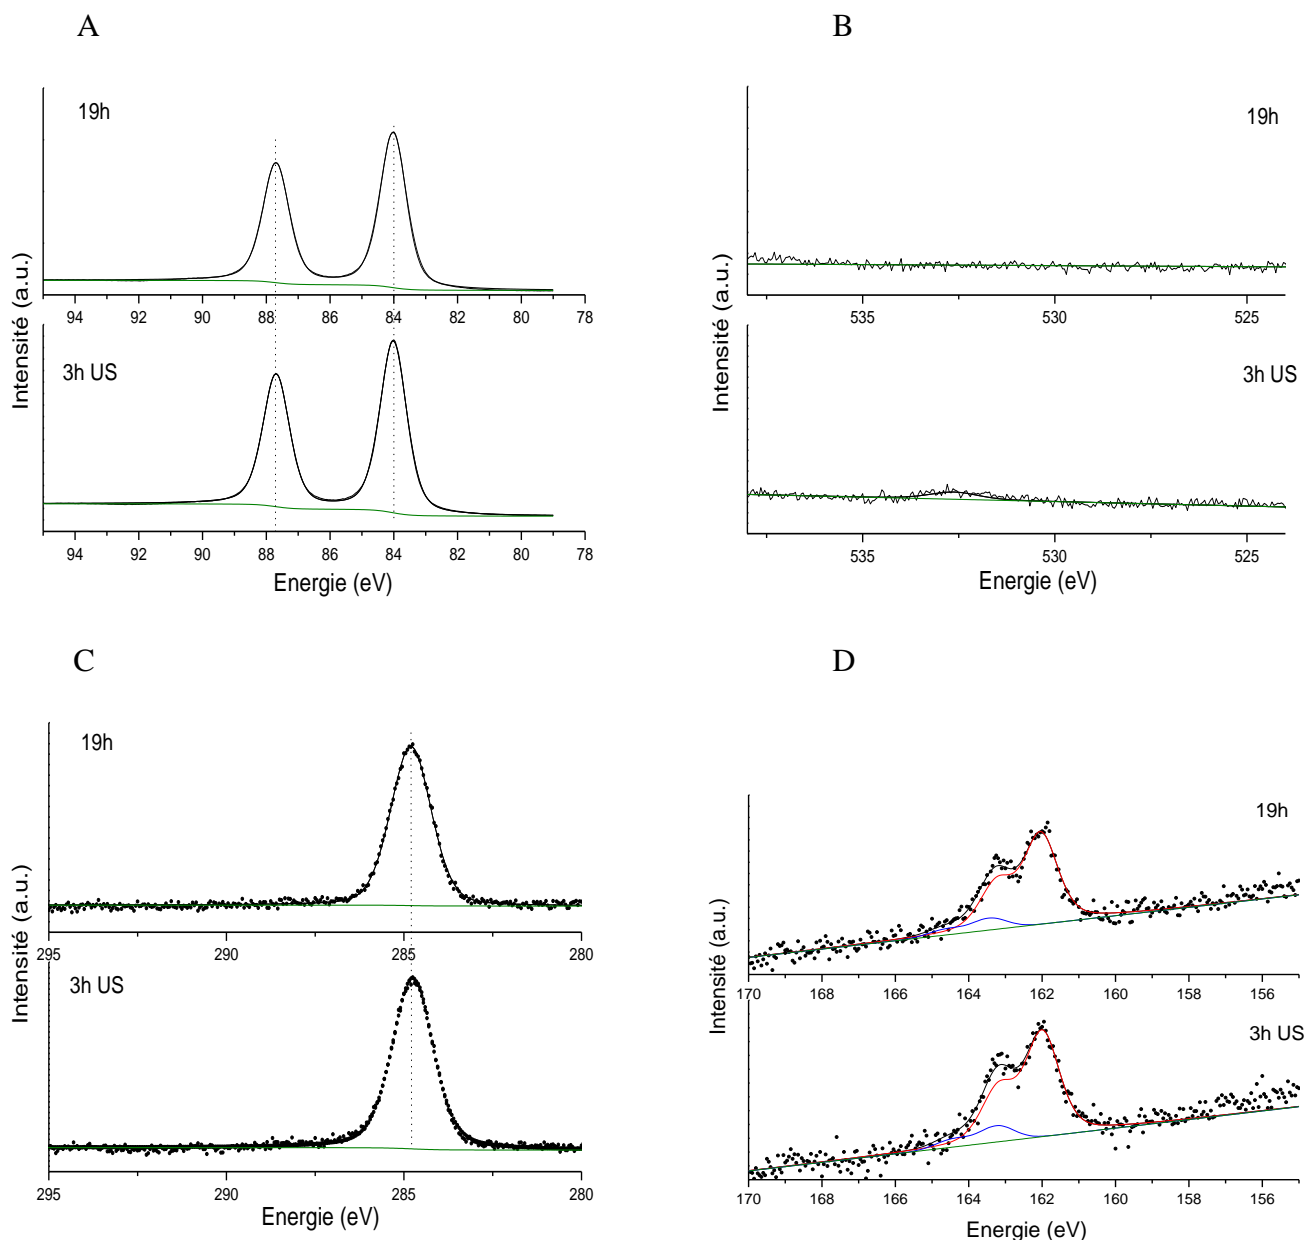 A
19h
94 92 90 88 86 84 82 80 78
3h US
94 92 90 88 86 84 82 80 78
Energie (eV)
Intensité (a.u.)
B
19h
535 530 525
3h US
535 530 525
Energie (eV)
Intensité (a.u.)
C
19h
295 290 285 280
3h US
295 290 285 280
Energie (eV)
Intensité (a.u.)
D
19h
170 168 166 164 162 160 158 156
3h US
170 168 166 164 162 160 158 156
Energie (eV)
Intensité (a.u.)